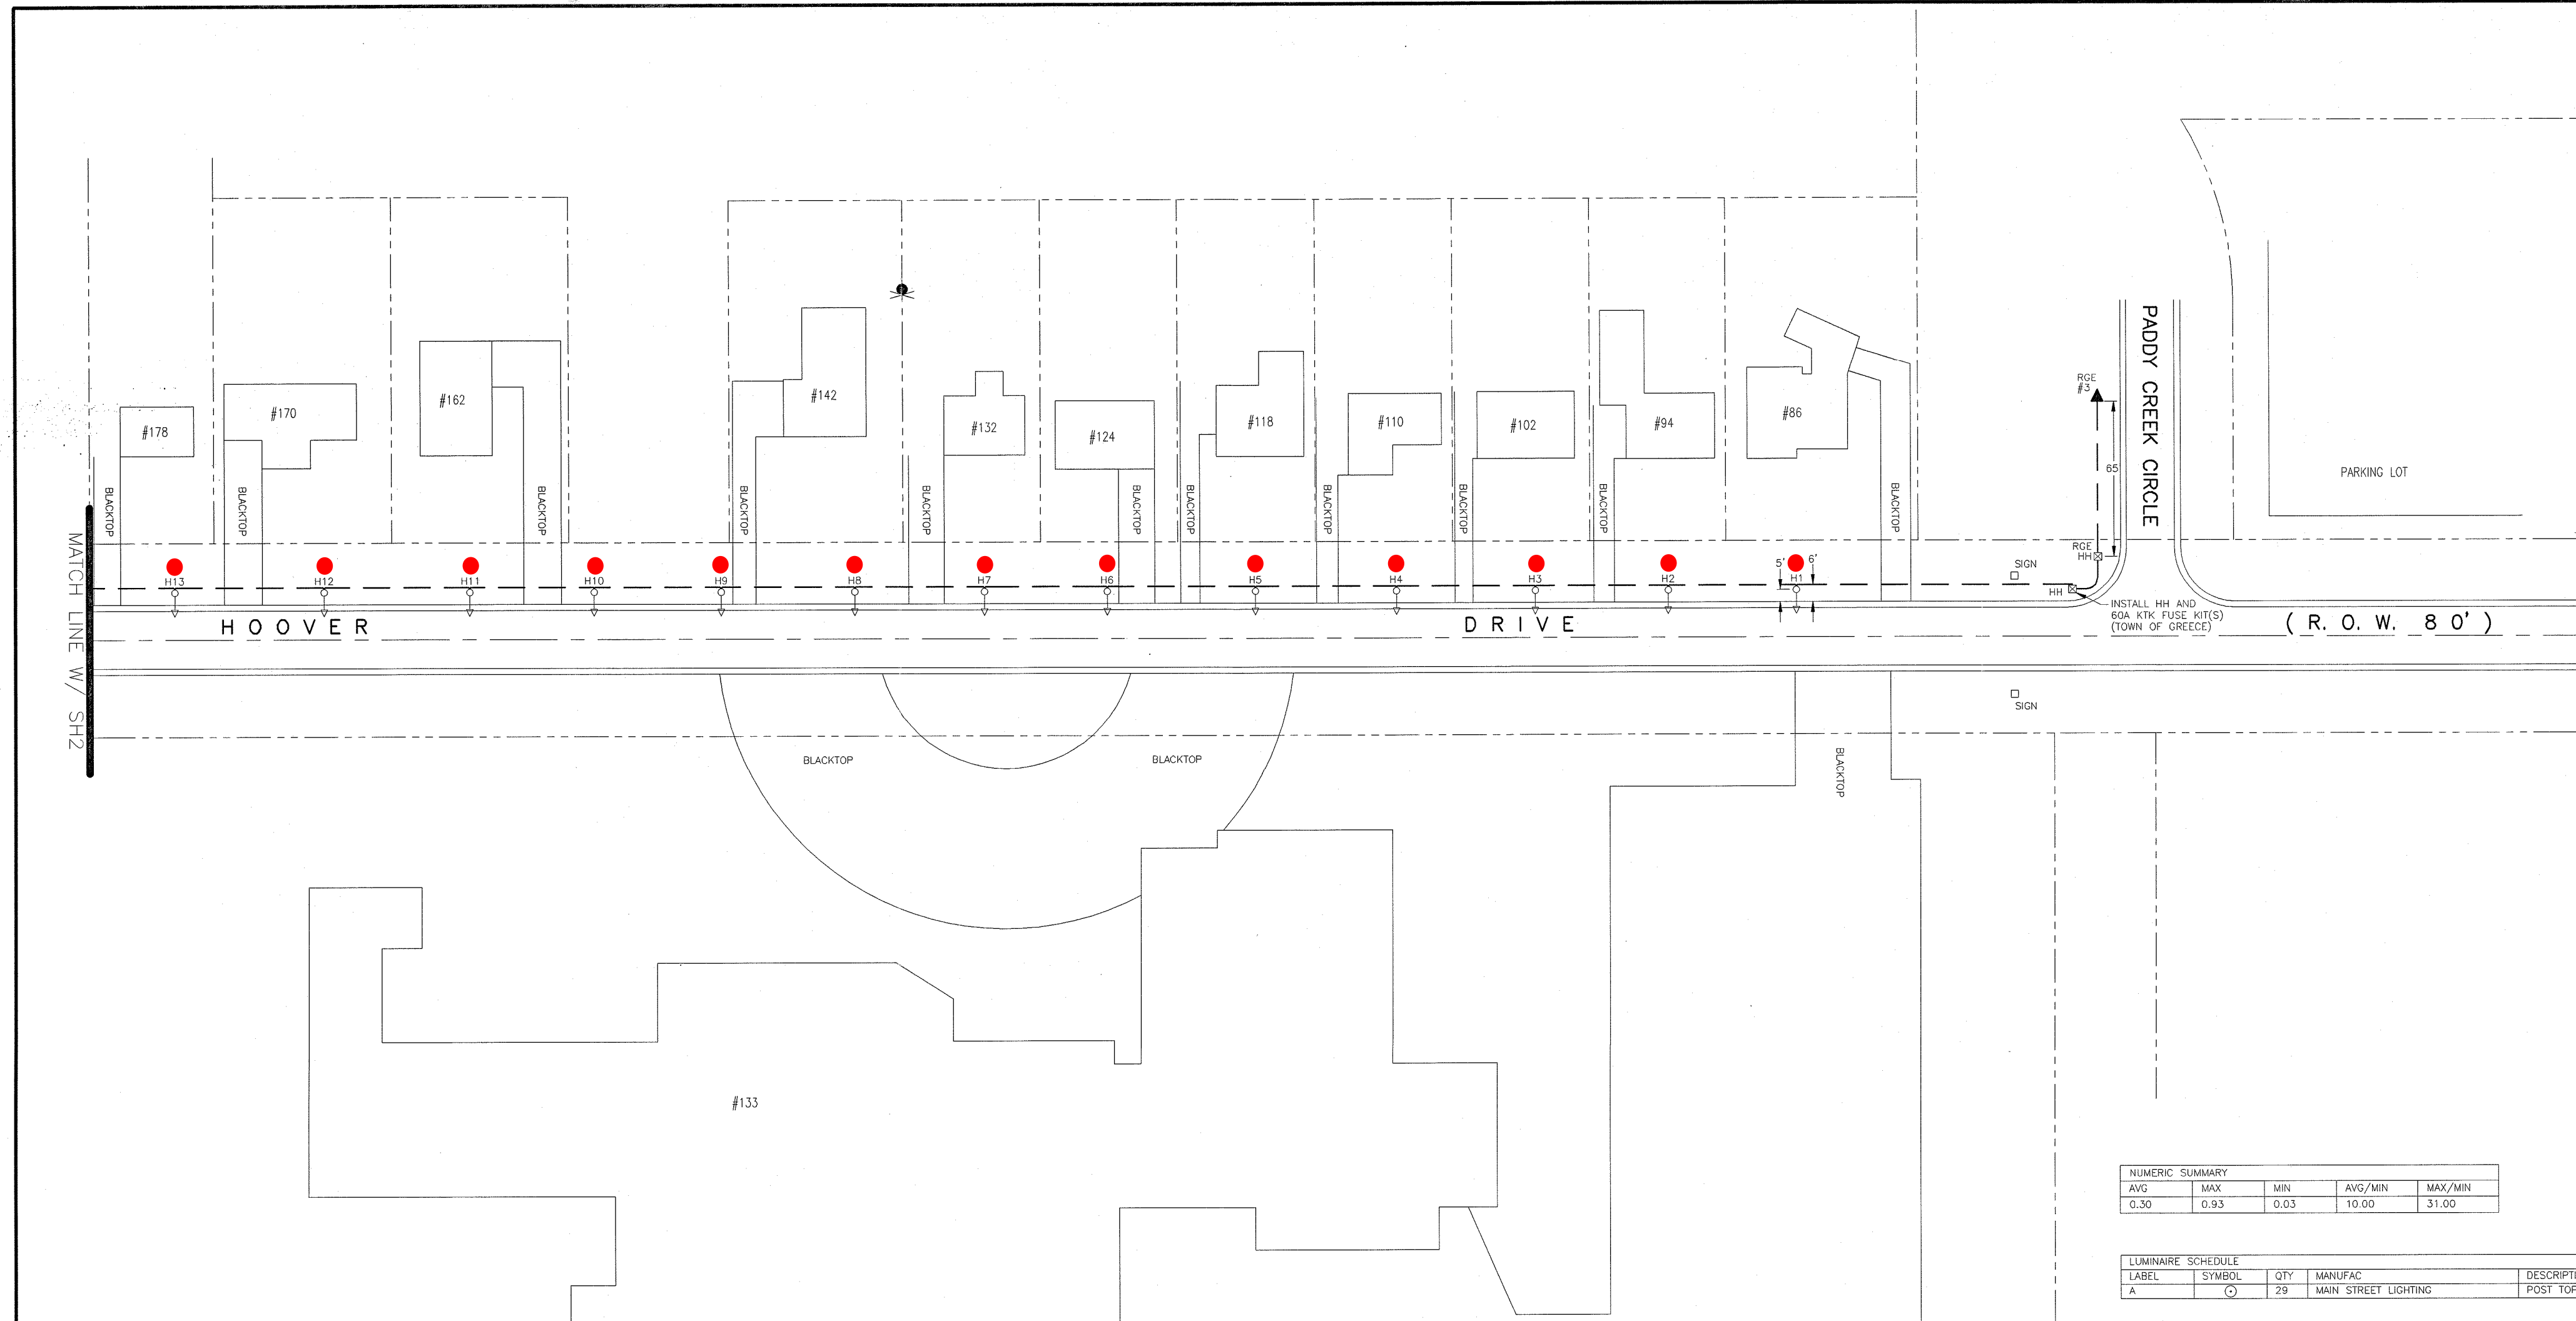 PADDY CREEK CIRCLE
RGE
#3
65'
PARKING LOT
#178
#170
#162
#142
#132
#124
#118
#110
#102
#94
#86
BLACKTOP
BLACKTOP
BLACKTOP
BLACKTOP
BLACKTOP
BLACKTOP
BLACKTOP
BLACKTOP
BLACKTOP
BLACKTOP
BLACKTOP
MATCH LINE W/ SH2
H13
H12
H11
H10
H9
H8
H7
H6
H5
H4
H3
H2
5'
H1
6'
SIGN
RGE
HH
HH
INSTALL HH AND
60A KTK FUSE KIT(S)
(TOWN OF GREECE)
HOOVER
DRIVE
(R.O.W. 80')
SIGN
BLACKTOP
BLACKTOP
BLACKTOP
#133
NUMERIC SUMMARY
AVG MAX MIN AVG/MIN MAX/MIN
0.30 0.93 0.03 10.00 31.00
LUMINAIRE SCHEDULE
LABEL SYMBOL QTY MANUFAC DESCRIPTI
A 29 MAIN STREET LIGHTING POST TOP